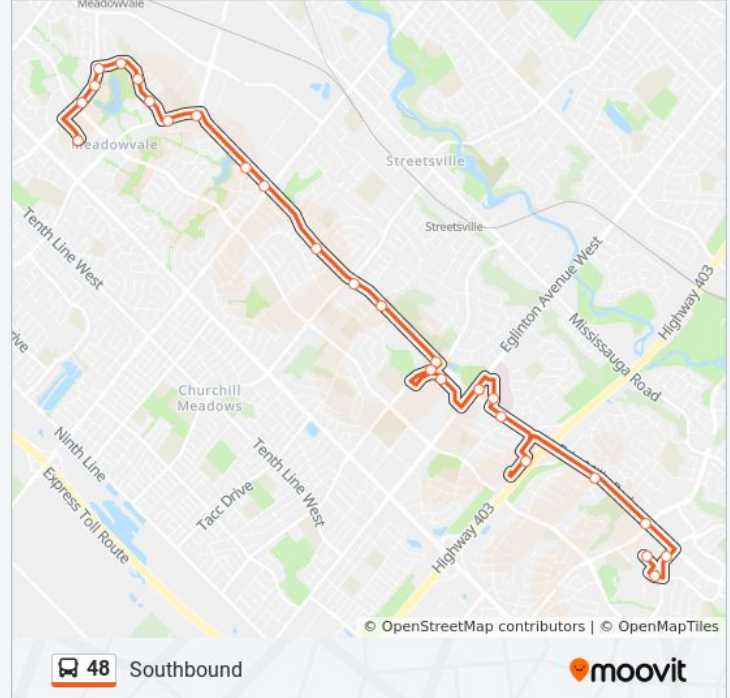 Meadowvale
Meadowvale
Streetsville
Streetsville
Tenth Line West
Eglinton Avenue West
Highway 403
Mississauga Road
Churchill
Meadows
Ninth Line
Tenth Line West
Tacc Drive
Express Toll Route
Highway 403
© OpenStreetMap contributors | © OpenMapTiles
48 Southbound
moovit